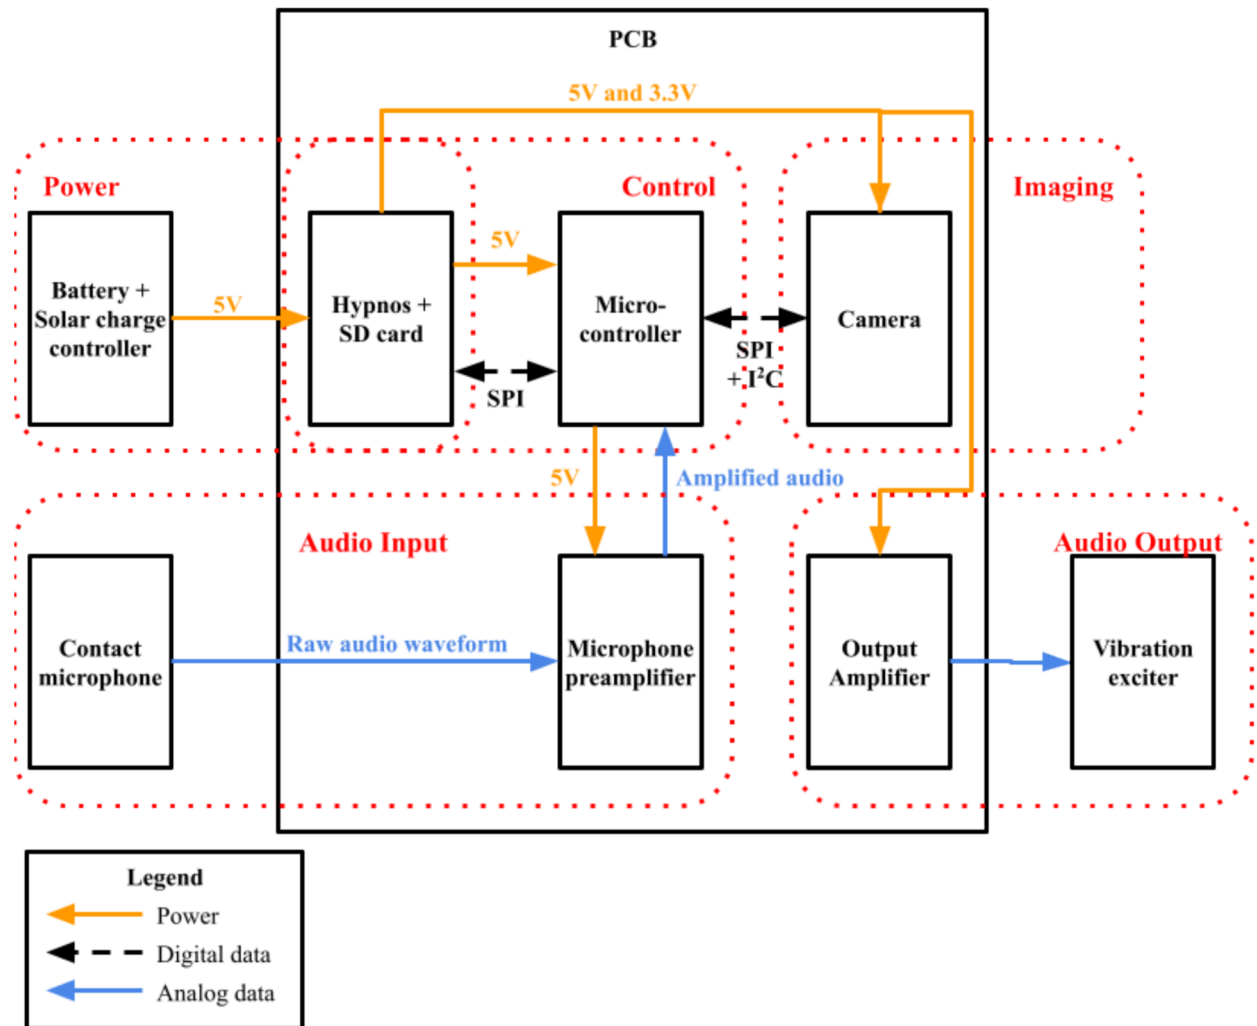 PCB
5V and 3.3V
Power
Control
Imaging
Battery +
Solar charge
controller
5V
Hypnos +
SD card
5V
SPI
Micro-
controller
SPI
+ I²C
Camera
5V
Amplified audio
Audio Input
Audio Output
Contact
microphone
Raw audio waveform
Microphone
preamplifier
Output
Amplifier
Vibration
exciter
Legend
Power
Digital data
Analog data